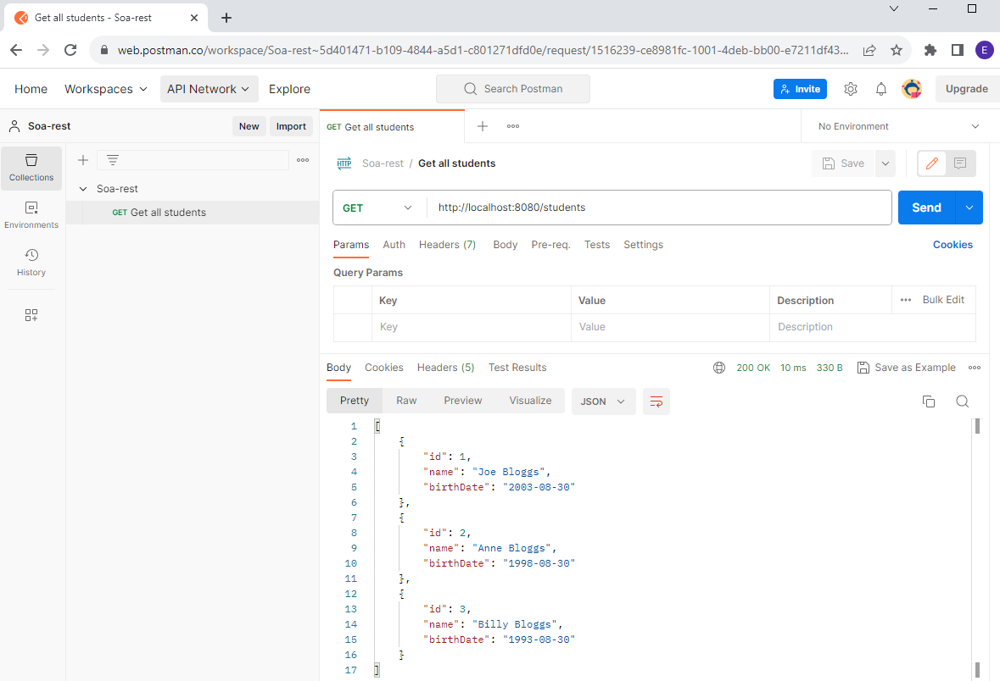 Get all students - Soa-rest
web.postman.co/workspace/Soa-rest~5d401471-b109-4844-a5d1-c801271dfd0e/request/1516239-ce8981fc-1001-4deb-bb00-e7211df43...
E
Home Workspaces API Network Explore Search Postman Invite Upgrade
Soa-rest New Import GET Get all students No Environment
Collections
Environments
History
Soa-rest
GET Get all students
HTTP Soa-rest / Get all students Save
GET http://localhost:8080/students Send
Params Auth Headers (7) Body Pre-req. Tests Settings Cookies
Query Params
Key Value Description Bulk Edit
Key Value Description
Body Cookies Headers (5) Test Results 200 OK 10 ms 330 B Save as Example
Pretty Raw Preview Visualize JSON
1 [
2 {
3 "id": 1,
4 "name": "Joe Bloggs",
5 "birthDate": "2003-08-30"
6 },
7 {
8 "id": 2,
9 "name": "Anne Bloggs",
10 "birthDate": "1998-08-30"
11 },
12 {
13 "id": 3,
14 "name": "Billy Bloggs",
15 "birthDate": "1993-08-30"
16 }
17 ]